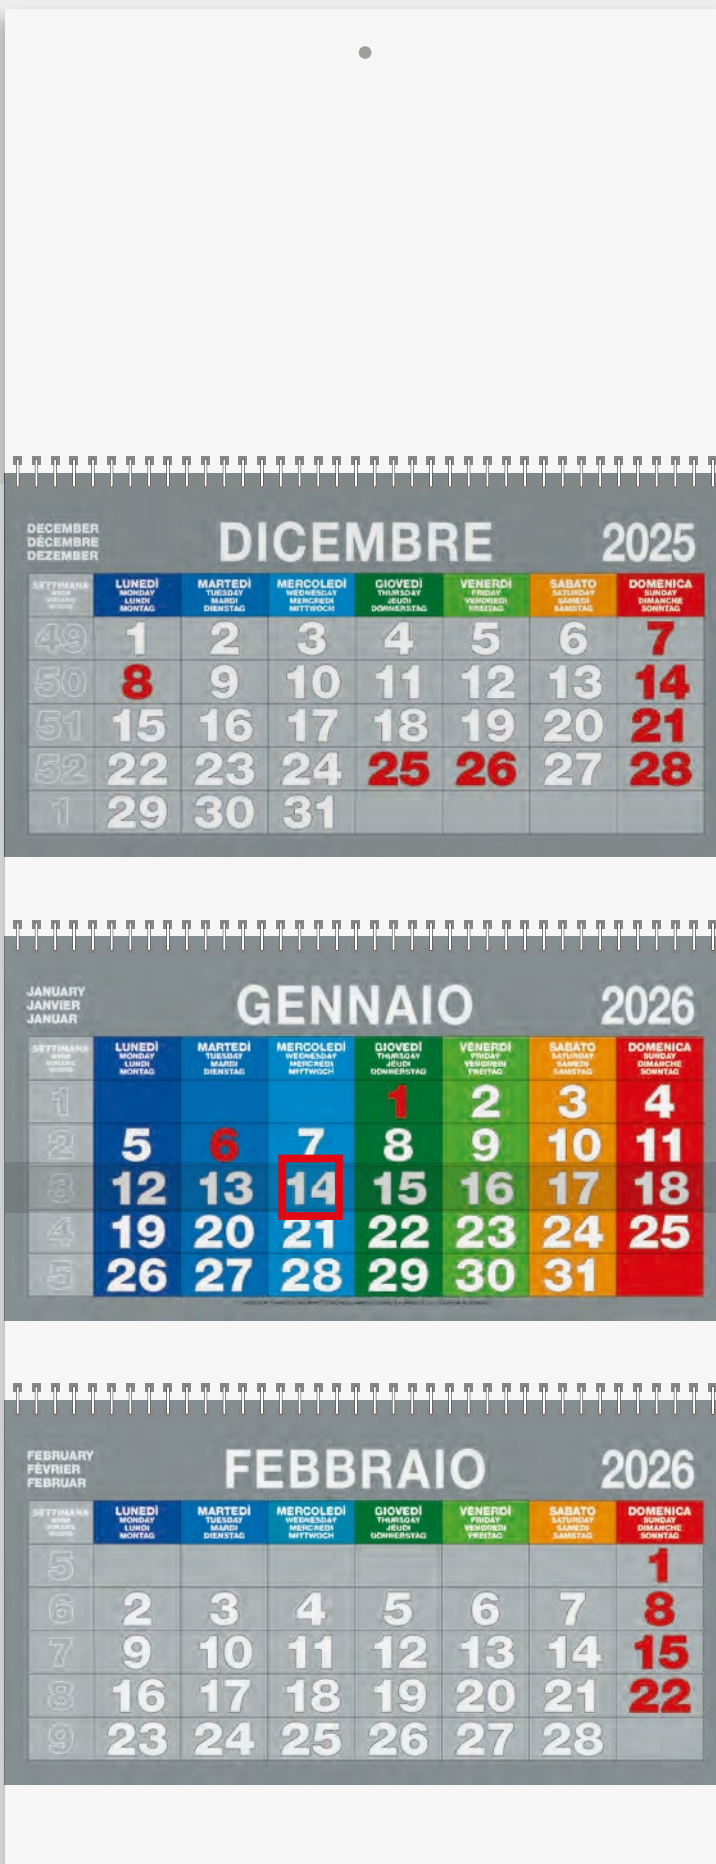 DECEMBER
DÉCEMBRE
DEZEMBER
DICEMBRE 2025
SETTIMANA LUNEDÌ MARTEDÌ MERCOLEDÌ GIOVEDÌ VENERDÌ SABATO DOMENICA
MONDAY TUESDAY WEDNESDAY THURSDAY FRIDAY SATURDAY SUNDAY
LUNDI MARDI MERCREDI JEUDI VENDREDI SAMEDI DIMANCHE
MONTAG DIENSTAG MITTWOCH DONNERSTAG FREITAG SAMSTAG SONNTAG
49 1 2 3 4 5 6 7
50 8 9 10 11 12 13 14
51 15 16 17 18 19 20 21
52 22 23 24 25 26 27 28
1 29 30 31
JANUARY
JANVIER
JANUAR
GENNAIO 2026
SETTIMANA LUNEDÌ MARTEDÌ MERCOLEDÌ GIOVEDÌ VENERDÌ SABATO DOMENICA
MONDAY TUESDAY WEDNESDAY THURSDAY FRIDAY SATURDAY SUNDAY
LUNDI MARDI MERCREDI JEUDI VENDREDI SAMEDI DIMANCHE
MONTAG DIENSTAG MITTWOCH DONNERSTAG FREITAG SAMSTAG SONNTAG
1 1 2 3 4
2 5 6 7 8 9 10 11
3 12 13 14 15 16 17 18
4 19 20 21 22 23 24 25
5 26 27 28 29 30 31
FEBRUARY
FÉVRIER
FEBRUAR
FEBBRAIO 2026
SETTIMANA LUNEDÌ MARTEDÌ MERCOLEDÌ GIOVEDÌ VENERDÌ SABATO DOMENICA
MONDAY TUESDAY WEDNESDAY THURSDAY FRIDAY SATURDAY SUNDAY
LUNDI MARDI MERCREDI JEUDI VENDREDI SAMEDI DIMANCHE
MONTAG DIENSTAG MITTWOCH DONNERSTAG FREITAG SAMSTAG SONNTAG
5 1
6 2 3 4 5 6 7 8
7 9 10 11 12 13 14 15
8 16 17 18 19 20 21 22
9 23 24 25 26 27 28